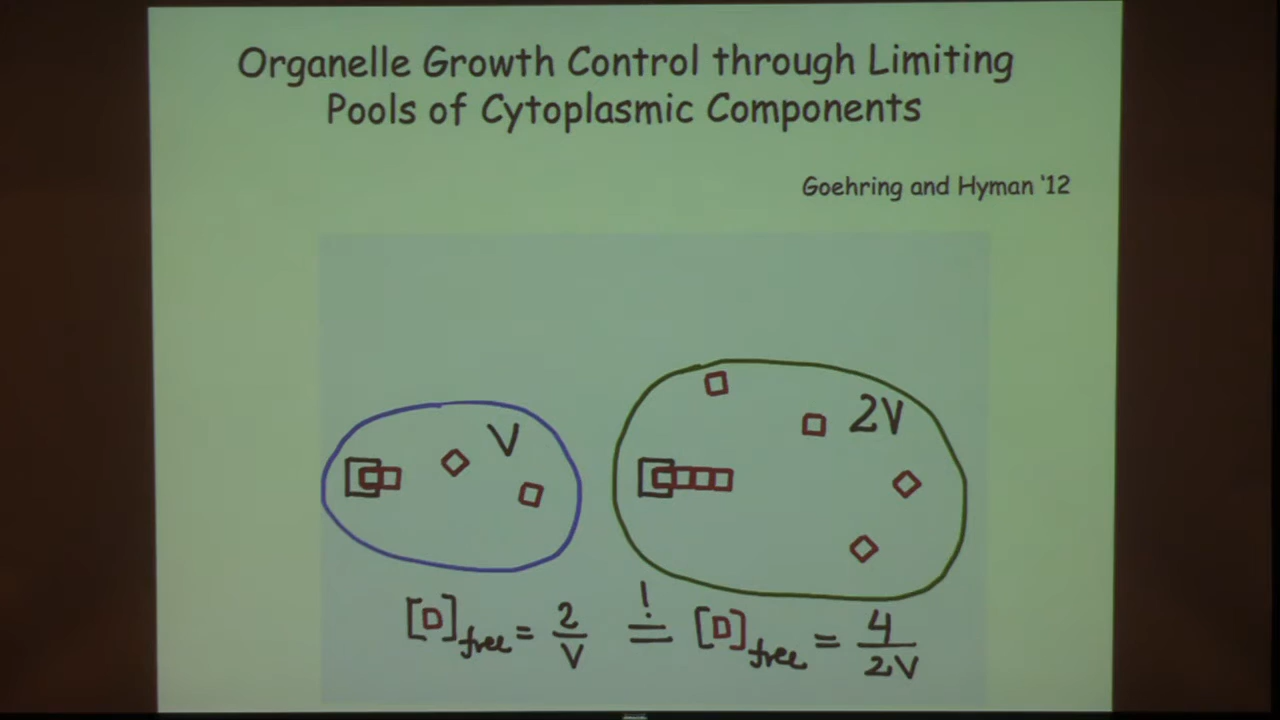 Organelle Growth Control through Limiting
Pools of Cytoplasmic Components
Goehring and Hyman '12
V
2V
[D]free = 2/V =! [D]free = 4/2V